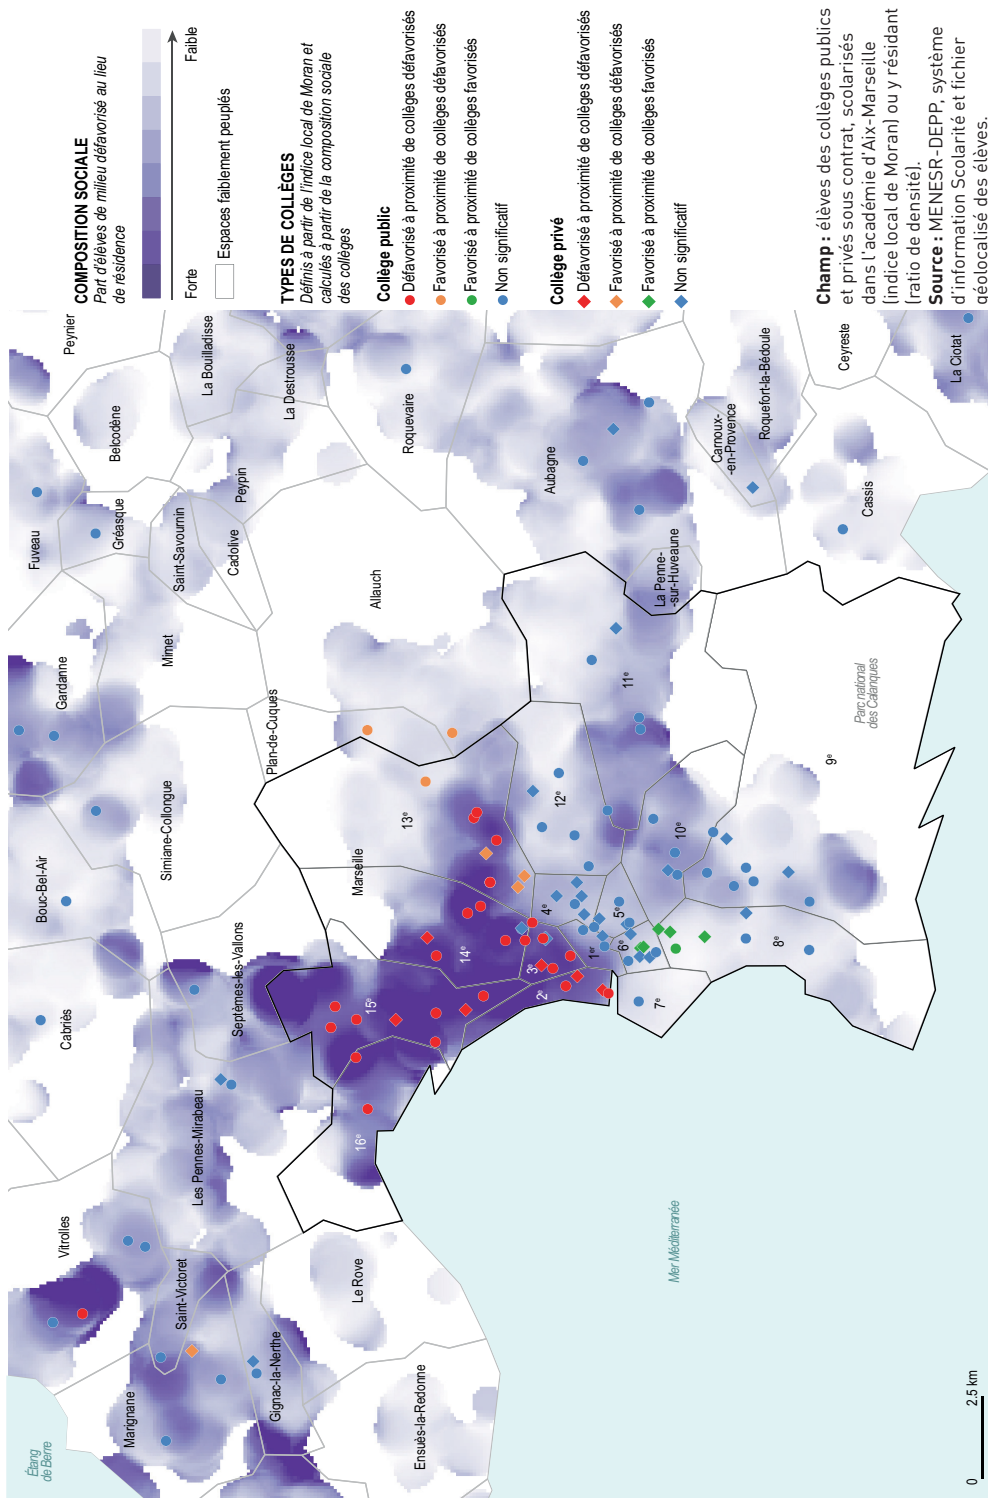 COMPOSITION SOCIALE
Part d'élèves de milieu défavorisé au lieu
de résidence
Forte
Faible
Espaces faiblement peuplés
TYPES DE COLLÈGES
Définis à partir de l'indice local de Moran et
calculés à partir de la composition sociale
des collèges
Collège public
Défavorisé à proximité de collèges défavorisés
Favorisé à proximité de collèges défavorisés
Favorisé à proximité de collèges favorisés
Non significatif
Collège privé
Défavorisé à proximité de collèges défavorisés
Favorisé à proximité de collèges défavorisés
Favorisé à proximité de collèges favorisés
Non significatif
Champ : élèves des collèges publics
et privés sous contrat, scolarisés
dans l'académie d'Aix-Marseille
(indice local de Moran) ou y résidant
(ratio de densité).
Source : MENESR-DEPP, système
d'information Scolarité et fichier
géolocalisé des élèves.
Étang
de Berre
Marignane
Vitrolles
Saint-Victoret
Gignac-la-Nerthe
Ensuès-la-Redonne
Le Rove
Les Pennes-Mirabeau
Cabriès
Septèmes-les-Vallons
Bouc-Bel-Air
Simiane-Collongue
Gardanne
Mimet
Plan-de-Cuques
Marseille
Allauch
Fuveau
Gréasque
Saint-Savournin
Cadolive
Peypin
Belcodène
Peynier
La Bouilladisse
La Destrousse
Roquevaire
Aubagne
La Penne-
-sur-Huveaune
Carnoux-
-en-Provence
Roquefort-la-Bédoule
Cassis
Ceyreste
La Ciotat
16e
15e
14e
13e
12e
11e
10e
9e
8e
7e
6e
5e
4e
3e
2e
1er
Parc national
des Calanques
Mer Méditerranée
0
2.5 km